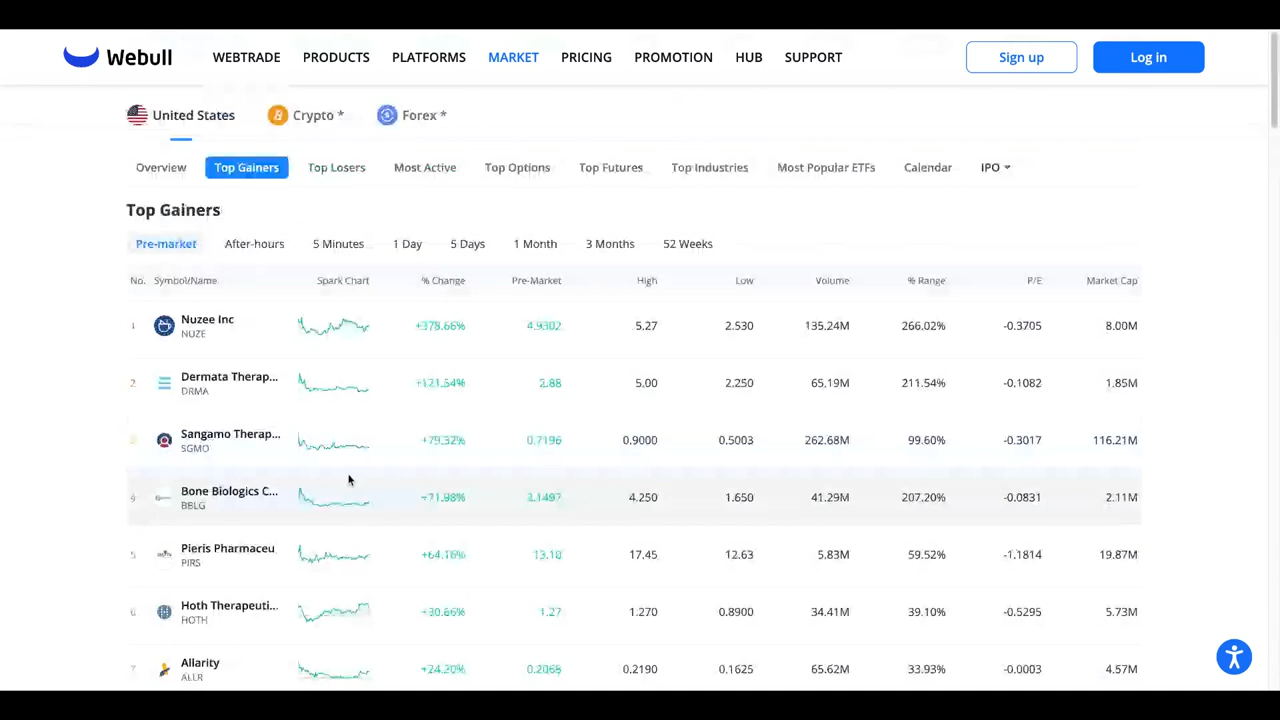 Webull WEBTRADE PRODUCTS PLATFORMS MARKET PRICING PROMOTION HUB SUPPORT Sign up Log in
United States Crypto * Forex *
Overview Top Gainers Top Losers Most Active Top Options Top Futures Top Industries Most Popular ETFs Calendar IPO
Top Gainers
Pre-market After-hours 5 Minutes 1 Day 5 Days 1 Month 3 Months 52 Weeks
No. Symbol/Name Spark Chart % Change Pre-Market High Low Volume % Range P/E Market Cap
1 Nuzee Inc +378.66% 4.9302 5.27 2.530 135.24M 266.02% -0.3705 8.00M
NUZE
2 Dermata Therap... +121.54% 2.88 5.00 2.250 65.19M 211.54% -0.1082 1.85M
DRMA
3 Sangamo Therap... +79.32% 0.7196 0.9000 0.5003 262.68M 99.60% -0.3017 116.21M
SGMO
4 Bone Biologics C... +71.98% 3.1497 4.250 1.650 41.29M 207.20% -0.0831 2.11M
BBLG
5 Pieris Pharmaceu +64.16% 13.10 17.45 12.63 5.83M 59.52% -1.1814 19.87M
PIRS
6 Hoth Therapeuti... +30.66% 1.27 1.270 0.8900 34.41M 39.10% -0.5295 5.73M
HOTH
7 Allarity +24.20% 0.2065 0.2190 0.1625 65.62M 33.93% -0.0003 4.57M
ALLR